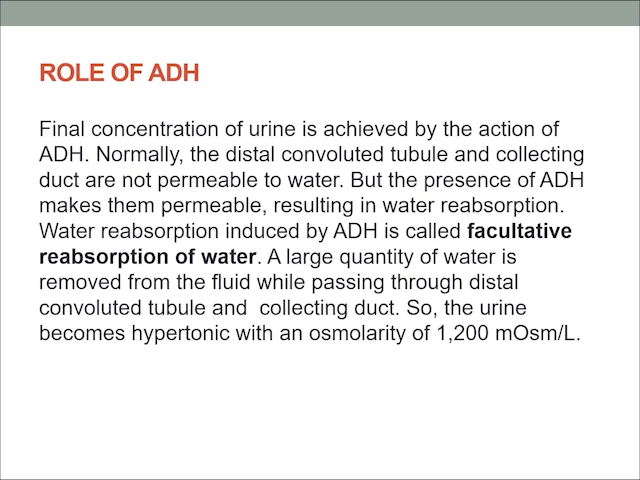 ROLE OF ADH
Final concentration of urine is achieved by the action of
ADH. Normally, the distal convoluted tubule and collecting
duct are not permeable to water. But the presence of ADH
makes them permeable, resulting in water reabsorption.
Water reabsorption induced by ADH is called facultative
reabsorption of water. A large quantity of water is
removed from the fluid while passing through distal
convoluted tubule and  collecting duct. So, the urine
becomes hypertonic with an osmolarity of 1,200 mOsm/L.